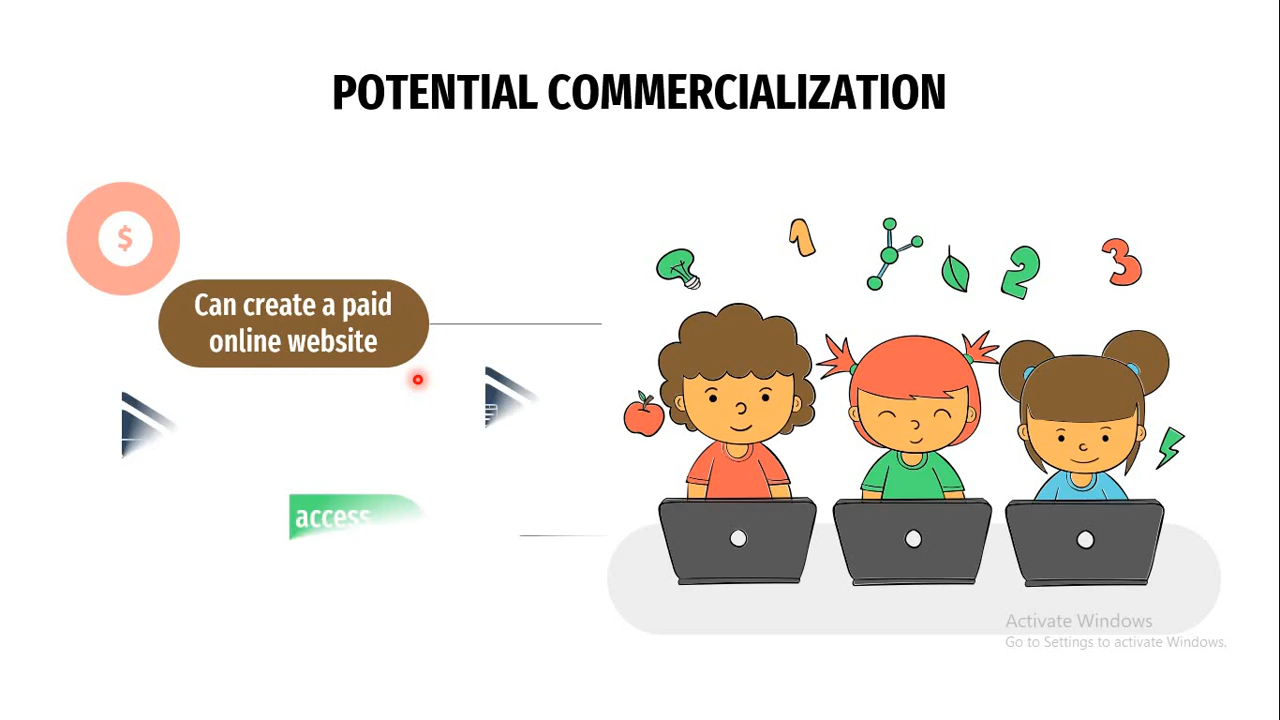 POTENTIAL COMMERCIALIZATION
$
1
2
3
Can create a paid
online website
access
Activate Windows
Go to Settings to activate Windows.